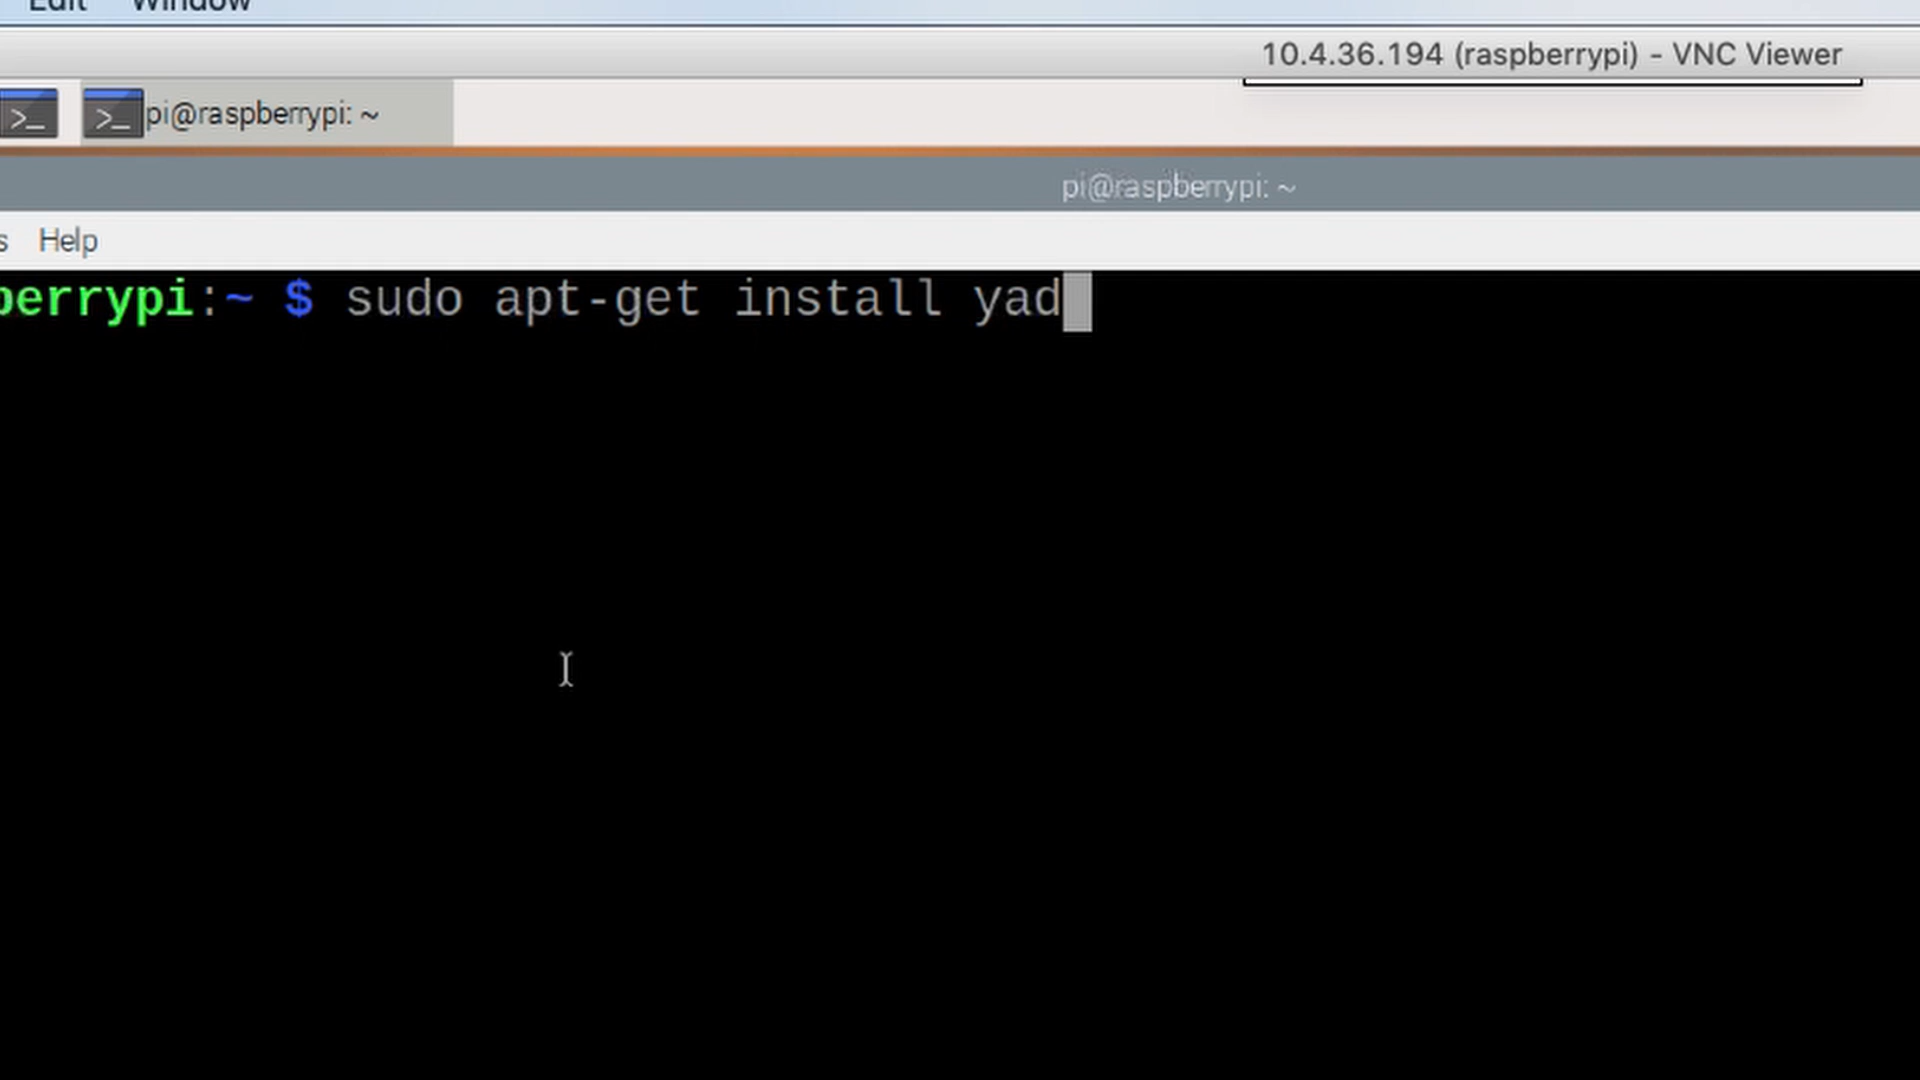 Edit Window
10.4.36.194 (raspberrypi) - VNC Viewer
>_ >_ pi@raspberrypi: ~
pi@raspberrypi: ~
s Help
berrypi:~ $ sudo apt-get install yad